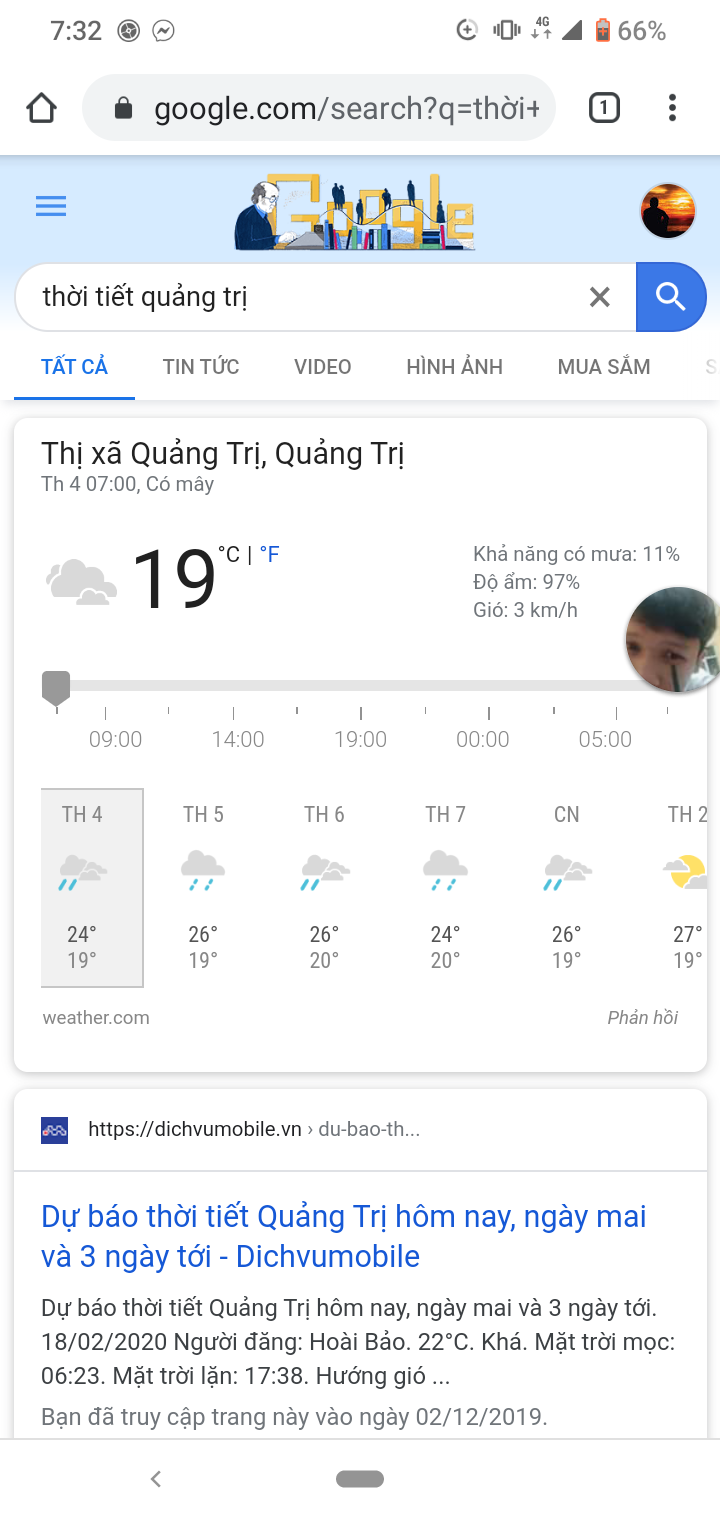 7:32 4G 66%
google.com/search?q=thời+ 1
Google
thời tiết quảng trị
TẤT CẢ TIN TỨC VIDEO HÌNH ẢNH MUA SẮM S
Thị xã Quảng Trị, Quảng Trị
Th 4 07:00, Có mây
19 °C | °F
Khả năng có mưa: 11%
Độ ẩm: 97%
Gió: 3 km/h
09:00 14:00 19:00 00:00 05:00
TH 4 TH 5 TH 6 TH 7 CN TH 2
24° 26° 26° 24° 26° 27°
19° 19° 20° 20° 19° 19°
weather.com Phản hồi
https://dichvumobile.vn › du-bao-th...
Dự báo thời tiết Quảng Trị hôm nay, ngày mai
và 3 ngày tới - Dichvumobile
Dự báo thời tiết Quảng Trị hôm nay, ngày mai và 3 ngày tới.
18/02/2020 Người đăng: Hoài Bảo. 22°C. Khá. Mặt trời mọc:
06:23. Mặt trời lặn: 17:38. Hướng gió ...
Bạn đã truy cập trang này vào ngày 02/12/2019.